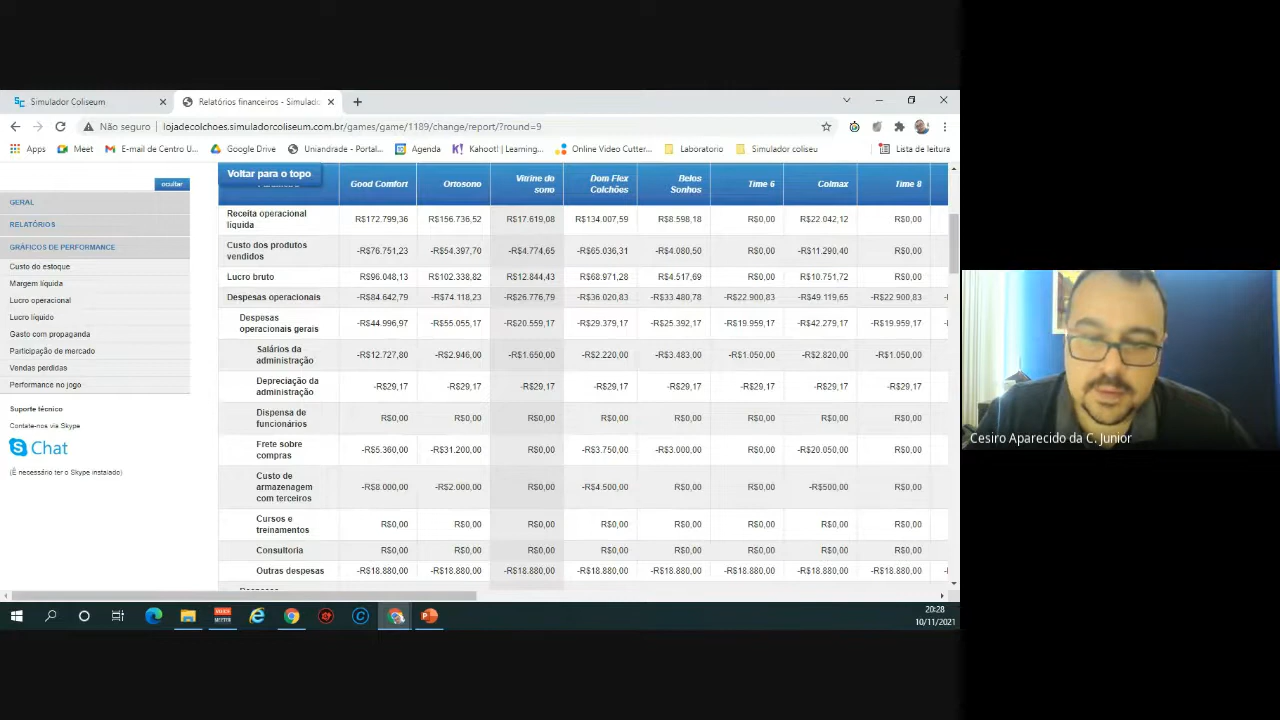 Simulador Coliseum
Relatórios financeiros - Simulad
Não seguro | lojadecolchoes.simuladorcoliseum.com.br/games/game/1189/change/report/?round=9
Apps Meet E-mail de Centro U... Google Drive Uniandrade - Portal... Agenda Kahoot! | Learning... Online Video Cutter... Laboratorio Simulador coliseu Lista de leitura
ocultar
GERAL
RELATÓRIOS
GRÁFICOS DE PERFORMANCE
Custo do estoque
Margem líquida
Lucro operacional
Lucro líquido
Gasto com propaganda
Participação de mercado
Vendas perdidas
Performance no jogo
Suporte técnico
Contate-nos via Skype
Chat
(É necessário ter o Skype instalado)
Voltar para o topo
Good Comfort Ortosono Vitrine do sono Dom Flex Colchões Belos Sonhos Time 6 Colmax Time 8
Receita operacional líquida R$172.799,36 R$156.736,52 R$17.619,08 R$134.007,59 R$8.598,18 R$0,00 R$22.042,12 R$0,00
Custo dos produtos vendidos -R$76.751,23 -R$54.397,70 -R$4.774,65 -R$65.036,31 -R$4.080,50 R$0,00 -R$11.290,40 R$0,00
Lucro bruto R$96.048,13 R$102.338,82 R$12.844,43 R$68.971,28 R$4.517,69 R$0,00 R$10.751,72 R$0,00
Despesas operacionais -R$84.642,79 -R$74.118,23 -R$26.776,79 -R$36.020,83 -R$33.480,78 -R$22.900,83 -R$49.119,65 -R$22.900,83
Despesas operacionais gerais -R$44.996,97 -R$55.055,17 -R$20.559,17 -R$29.379,17 -R$25.392,17 -R$19.959,17 -R$42.279,17 -R$19.959,17
Salários da administração -R$12.727,80 -R$2.946,00 -R$1.650,00 -R$2.220,00 -R$3.483,00 -R$1.050,00 -R$2.820,00 -R$1.050,00
Depreciação da administração -R$29,17 -R$29,17 -R$29,17 -R$29,17 -R$29,17 -R$29,17 -R$29,17 -R$29,17
Dispensa de funcionários R$0,00 R$0,00 R$0,00 R$0,00 R$0,00 R$0,00 R$0,00 R$0,00
Frete sobre compras -R$5.360,00 -R$31.200,00 R$0,00 -R$3.750,00 -R$3.000,00 R$0,00 -R$20.050,00 R$0,00
Custo de armazenagem com terceiros -R$8.000,00 -R$2.000,00 R$0,00 -R$4.500,00 R$0,00 R$0,00 -R$500,00 R$0,00
Cursos e treinamentos R$0,00 R$0,00 R$0,00 R$0,00 R$0,00 R$0,00 R$0,00 R$0,00
Consultoria R$0,00 R$0,00 R$0,00 R$0,00 R$0,00 R$0,00 R$0,00 R$0,00
Outras despesas -R$18.880,00 -R$18.880,00 -R$18.880,00 -R$18.880,00 -R$18.880,00 -R$18.880,00 -R$18.880,00 -R$18.880,00
20:28
10/11/2021
Cesiro Aparecido da C. Junior